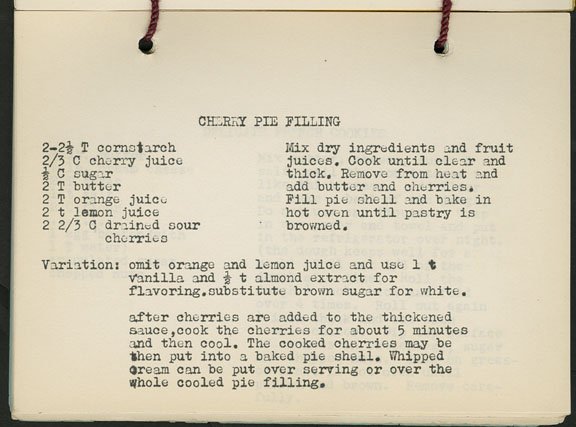 CHERRY PIE FILLING
2-2½ T cornstarch
2/3 C cherry juice
½ C sugar
2 T butter
2 T orange juice
2 t lemon juice
2 2/3 C drained sour
cherries
Mix dry ingredients and fruit
juices. Cook until clear and
thick. Remove from heat and
add butter and cherries.
Fill pie shell and bake in
hot oven until pastry is
browned.
Variation: omit orange and lemon juice and use 1 t
vanilla and ½ t almond extract for
flavoring.substitute brown sugar for white.
after cherries are added to the thickened
sauce,cook the cherries for about 5 minutes
and then cool. The cooked cherries may be
then put into a baked pie shell. Whipped
cream can be put over serving or over the
whole cooled pie filling.